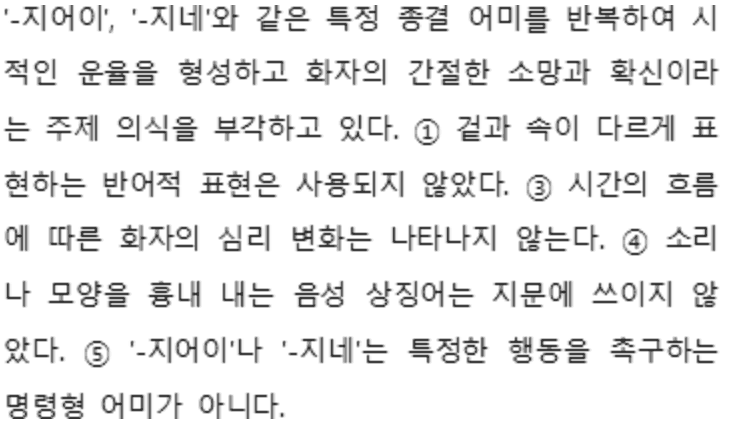 '-지어이', '-지네'와 같은 특정 종결 어미를 반복하여 시
적인 운율을 형성하고 화자의 간절한 소망과 확신이라
는 주제 의식을 부각하고 있다. ① 겉과 속이 다르게 표
현하는 반어적 표현은 사용되지 않았다. ③ 시간의 흐름
에 따른 화자의 심리 변화는 나타나지 않는다. ④ 소리
나 모양을 흉내 내는 음성 상징어는 지문에 쓰이지 않
았다. ⑤ '-지어이'나 '-지네'는 특정한 행동을 촉구하는
명령형 어미가 아니다.